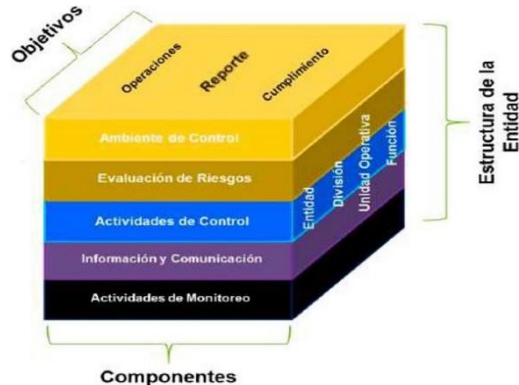 Objetivos
Operaciones
Reporte
Cumplimiento
Ambiente de Control
Evaluación de Riesgos
Actividades de Control
Información y Comunicación
Actividades de Monitoreo
Entidad
División
Unidad Operativa
Función
Estructura de la
Entidad
Componentes